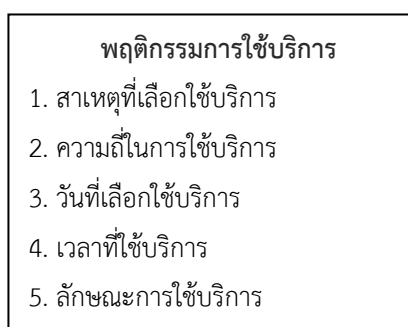 พฤติกรรมการใช้บริการ
1. สาเหตุที่เลือกใช้บริการ
2. ความถี่ในการใช้บริการ
3. วันที่เลือกใช้บริการ
4. เวลาที่ใช้บริการ
5. ลักษณะการใช้บริการ